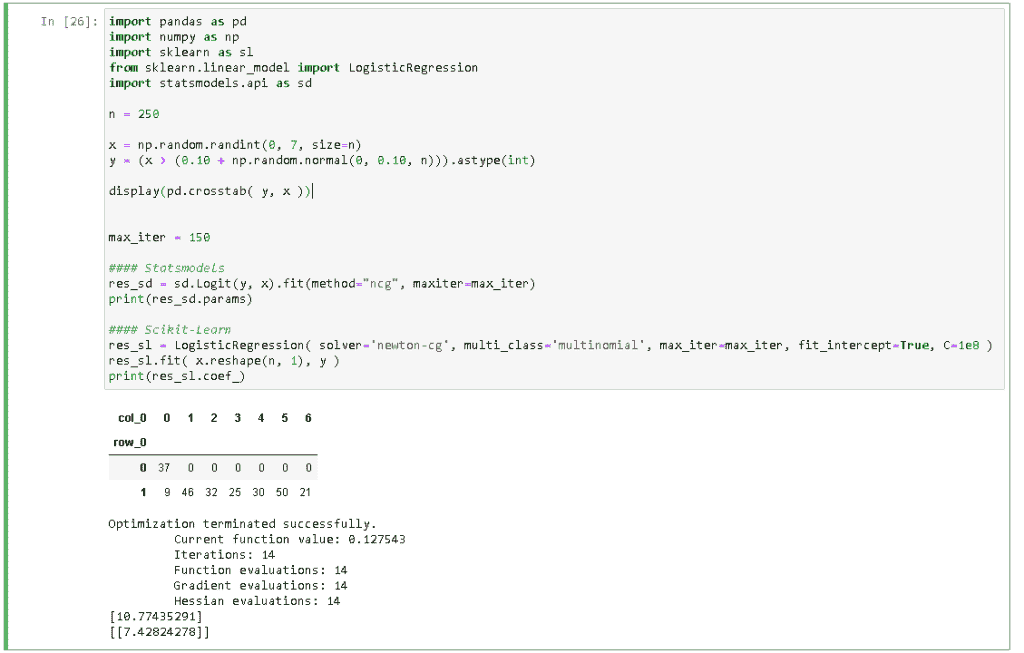 In [26]: import pandas as pd
import numpy as np
import sklearn as sl
from sklearn.linear_model import LogisticRegression
import statsmodels.api as sd
n = 250
x = np.random.randint(0, 7, size=n)
y = (x > (0.10 + np.random.normal(0, 0.10, n))).astype(int)
display(pd.crosstab( y, x ))
max_iter = 150
#### Statsmodels
res_sd = sd.Logit(y, x).fit(method="ncg", maxiter=max_iter)
print(res_sd.params)
#### Scikit-Learn
res_sl = LogisticRegression( solver='newton-cg', multi_class='multinomial', max_iter=max_iter, fit_intercept=True, C=1e8 )
res_sl.fit( x.reshape(n, 1), y )
print(res_sl.coef_)
col_0 0 1 2 3 4 5 6
row_0
0 37 0 0 0 0 0 0
1 9 46 32 25 30 50 21
Optimization terminated successfully.
Current function value: 0.127543
Iterations: 14
Function evaluations: 14
Gradient evaluations: 14
Hessian evaluations: 14
[10.77435291]
[[7.42824278]]